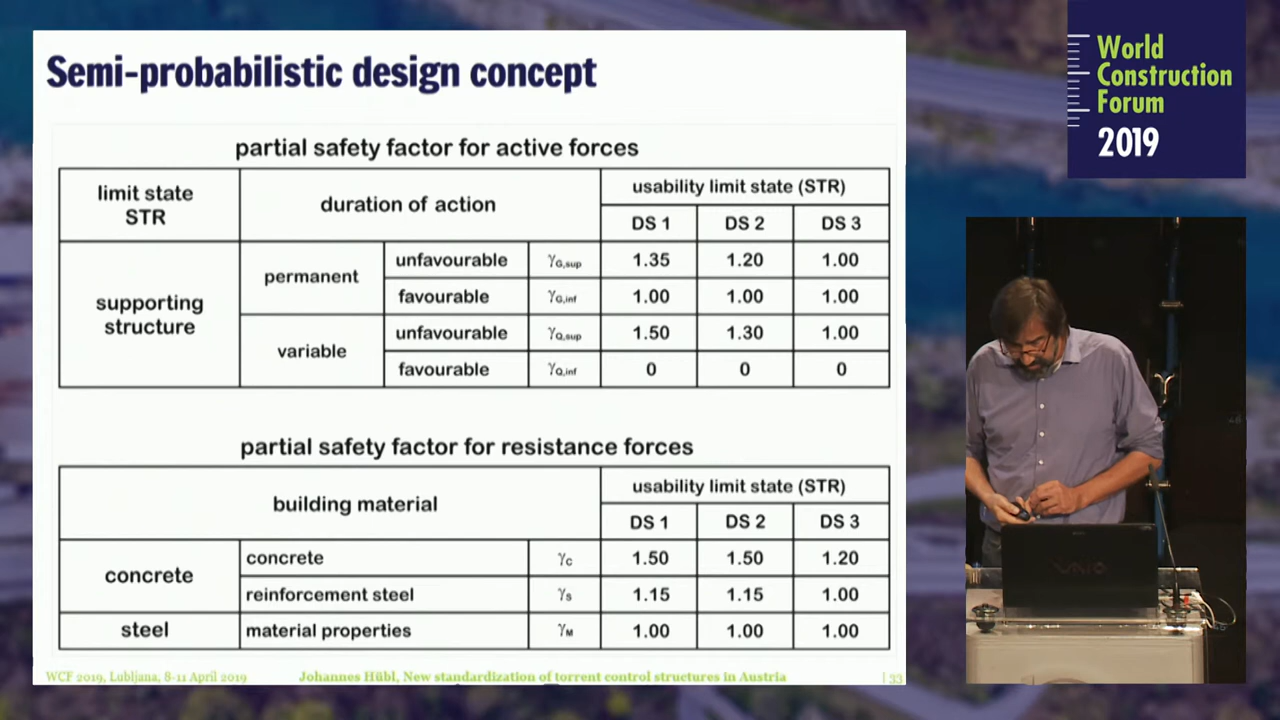 Semi-probabilistic design concept
World
Construction
Forum
2019
partial safety factor for active forces
limit state
STR
duration of action
usability limit state (STR)
DS 1
DS 2
DS 3
supporting
structure
permanent
unfavourable
γG,sup
1.35
1.20
1.00
favourable
γG,inf
1.00
1.00
1.00
variable
unfavourable
γQ,sup
1.50
1.30
1.00
favourable
γQ,inf
0
0
0
partial safety factor for resistance forces
building material
usability limit state (STR)
DS 1
DS 2
DS 3
concrete
concrete
γC
1.50
1.50
1.20
reinforcement steel
γS
1.15
1.15
1.00
steel
material properties
γM
1.00
1.00
1.00
WCF 2019, Lubljana, 8-11 April 2019
Johannes Hübl, New standardization of torrent control structures in Austria
| 33
VAIO